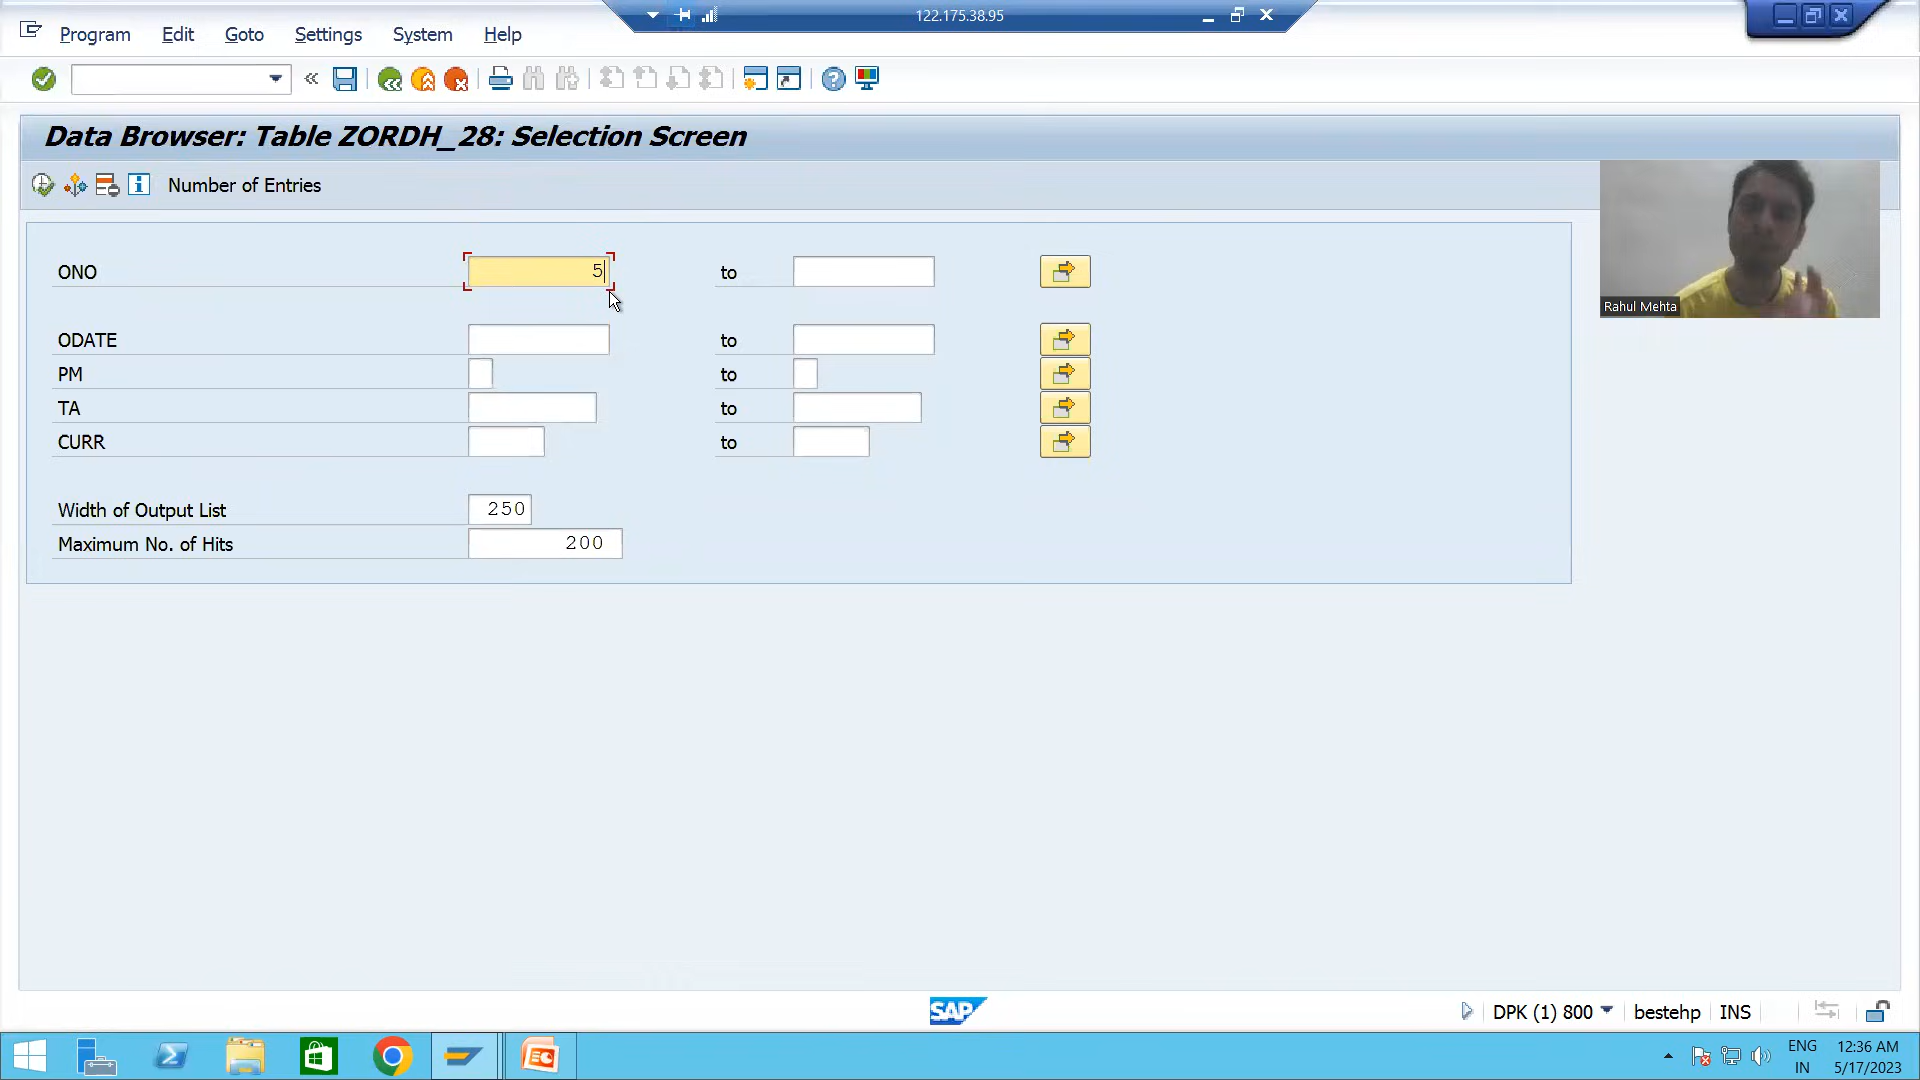 122.175.38.95
Program Edit Goto Settings System Help
Data Browser: Table ZORDH_28: Selection Screen
Number of Entries
ONO 5 to
ODATE to
PM to
TA to
CURR to
Width of Output List 250
Maximum No. of Hits 200
Rahul Mehta
SAP DPK (1) 800 bestehp INS
ENG 12:36 AM
IN 5/17/2023